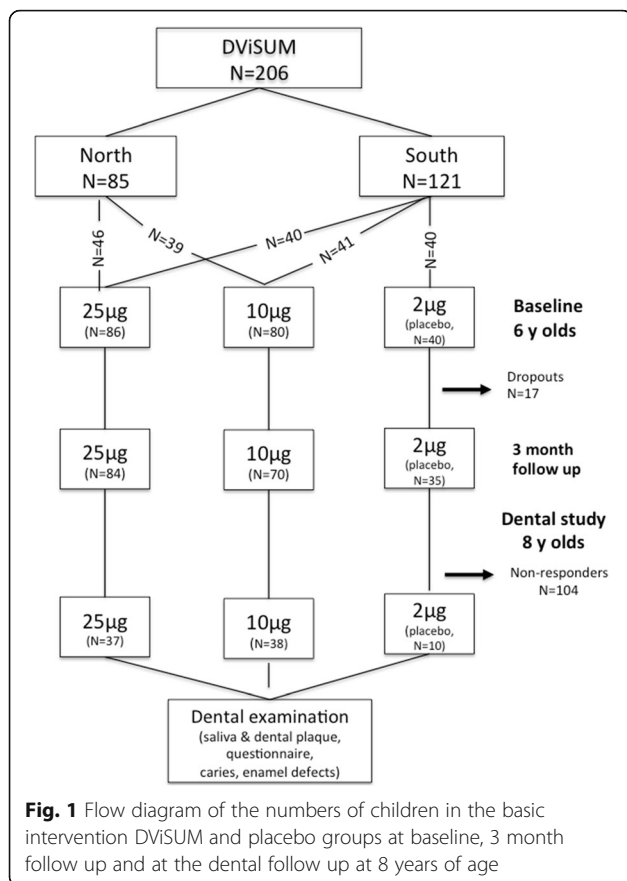 DViSUM
N=206
North
N=85
South
N=121
N=46
N=39
N=40
N=41
N=40
25µg
(N=86)
10µg
(N=80)
2µg
(placebo,
N=40)
Baseline
6 y olds
Dropouts
N=17
25µg
(N=84)
10µg
(N=70)
2µg
(placebo,
N=35)
3 month
follow up
Dental study
8 y olds
Non-responders
N=104
25µg
(N=37)
10µg
(N=38)
2µg
(placebo,
N=10)
Dental examination
(saliva & dental plaque,
questionnaire,
caries, enamel defects)
Fig. 1 Flow diagram of the numbers of children in the basic
intervention DViSUM and placebo groups at baseline, 3 month
follow up and at the dental follow up at 8 years of age